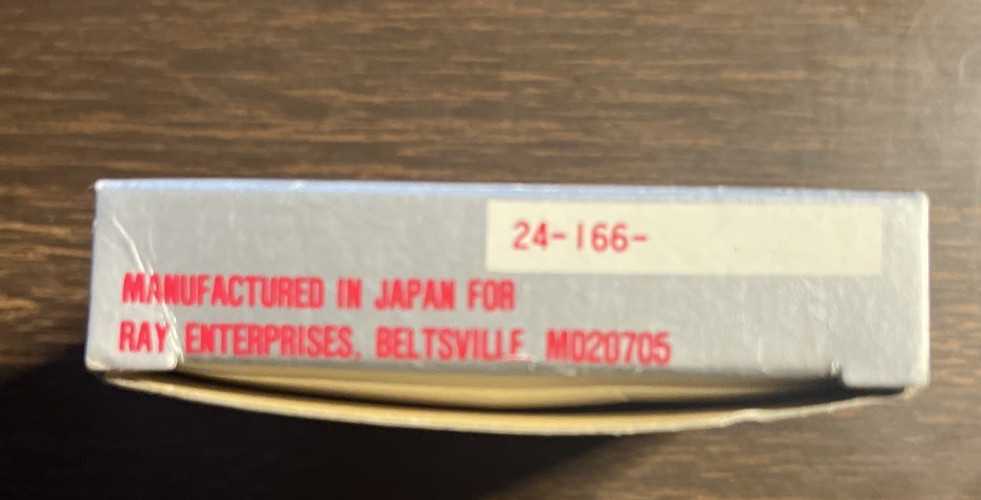 24-166-
MANUFACTURED IN JAPAN FOR
RAY ENTERPRISES, BELTSVILLE, MD20705